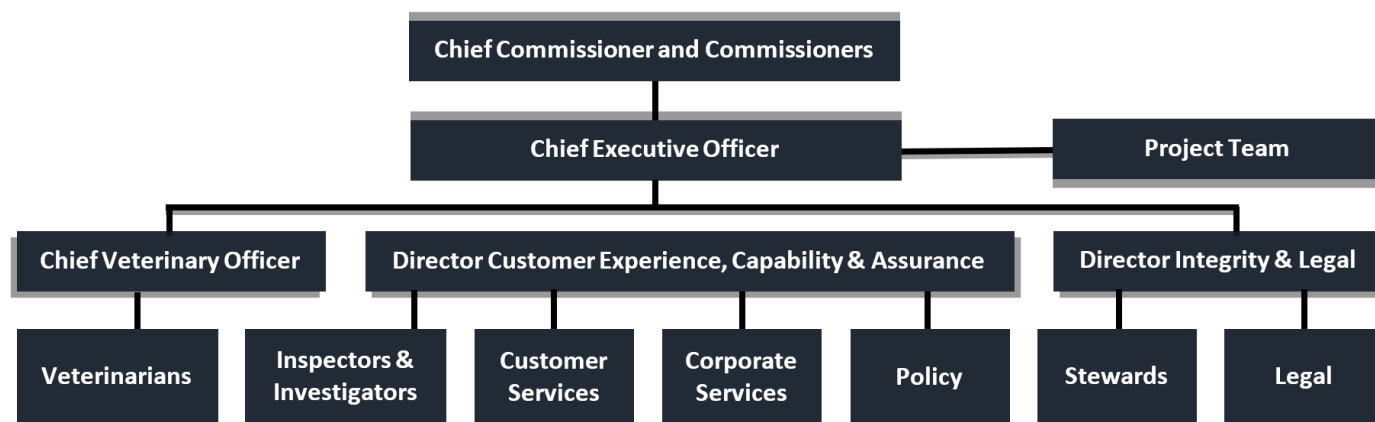 Chief Commissioner and Commissioners
Chief Executive Officer
Project Team
Chief Veterinary Officer
Director Customer Experience, Capability & Assurance
Director Integrity & Legal
Veterinarians
Inspectors &
Investigators
Customer
Services
Corporate
Services
Policy
Stewards
Legal